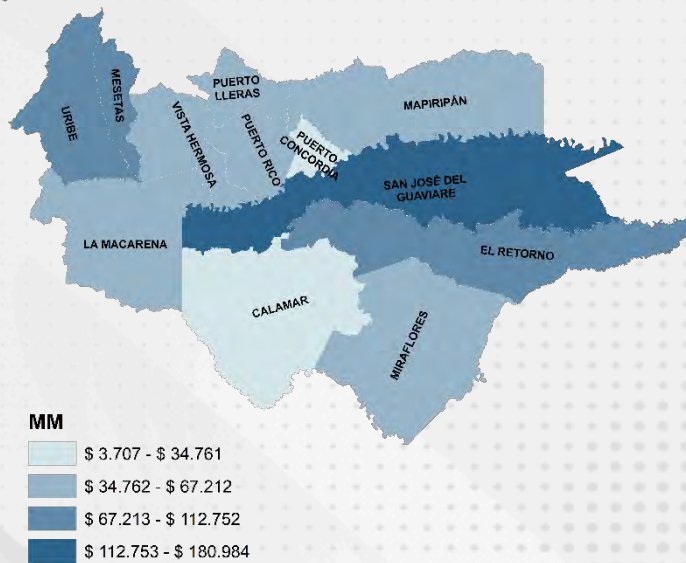 PUERTO
LLERAS
MESETAS
URIBE
VISTA HERMOSA
PUERTO RICO
PUERTO
CONCORDIA
MAPIRIPÁN
SAN JOSÉ DEL
GUAVIARE
LA MACARENA
EL RETORNO
CALAMAR
MIRAFLORES
MM
$ 3.707 - $ 34.761
$ 34.762 - $ 67.212
$ 67.213 - $ 112.752
$ 112.753 - $ 180.984